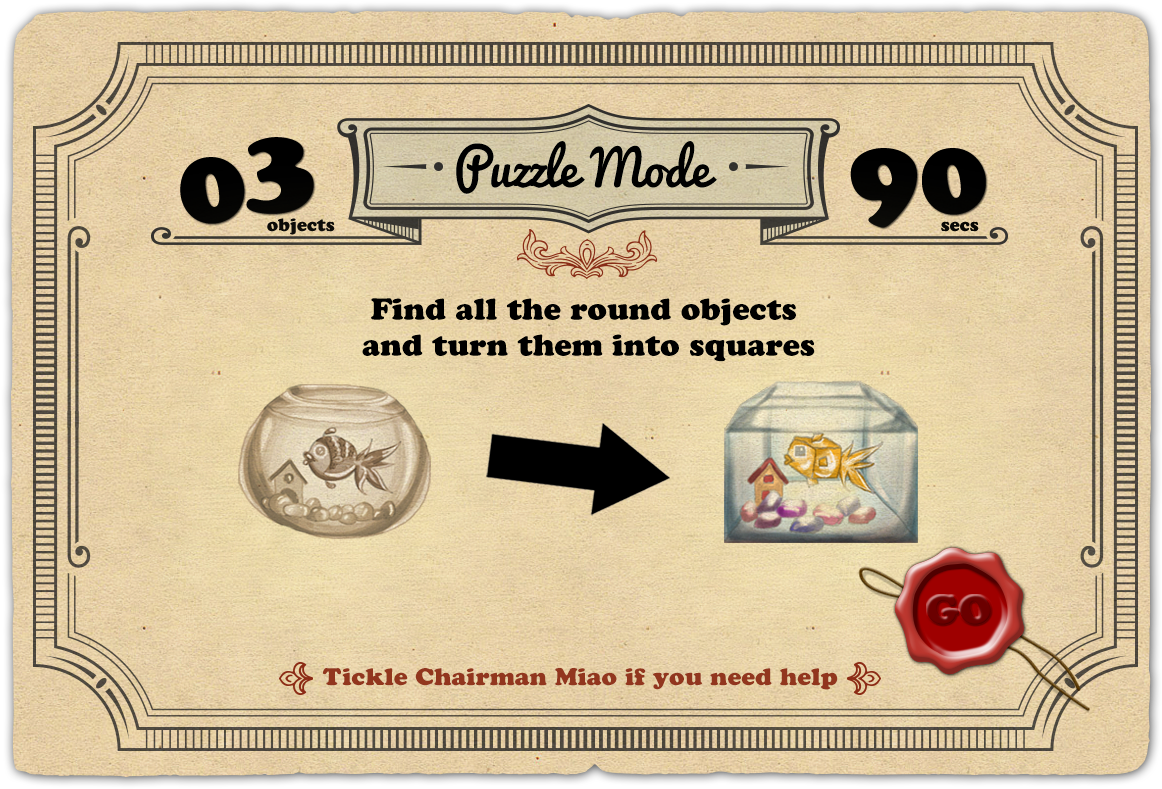 Puzzle Mode
03
objects
90
secs
Find all the round objects
and turn them into squares
GO
Tickle Chairman Miao if you need help